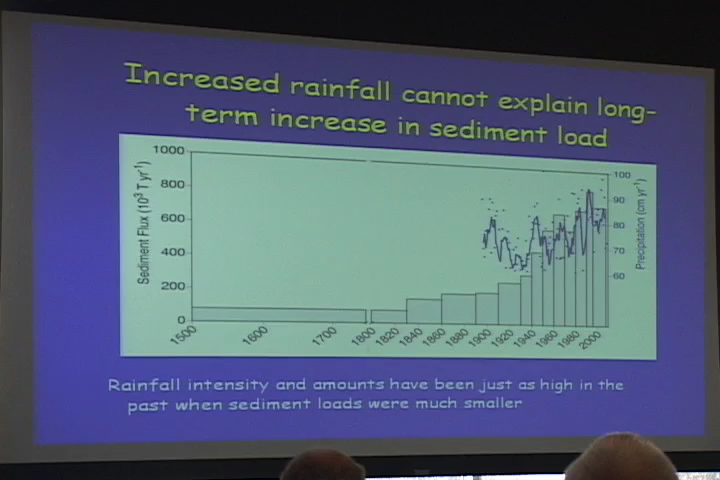 Increased rainfall cannot explain long-
term increase in sediment load
1000
800
600
400
200
0
Sediment Flux (10³ T yr⁻¹)
100
90
80
70
60
Precipitation (cm yr⁻¹)
1500 1600 1700 1800 1820 1840 1860 1880 1900 1920 1940 1960 1980 2000
Rainfall intensity and amounts have been just as high in the
past when sediment loads were much smaller